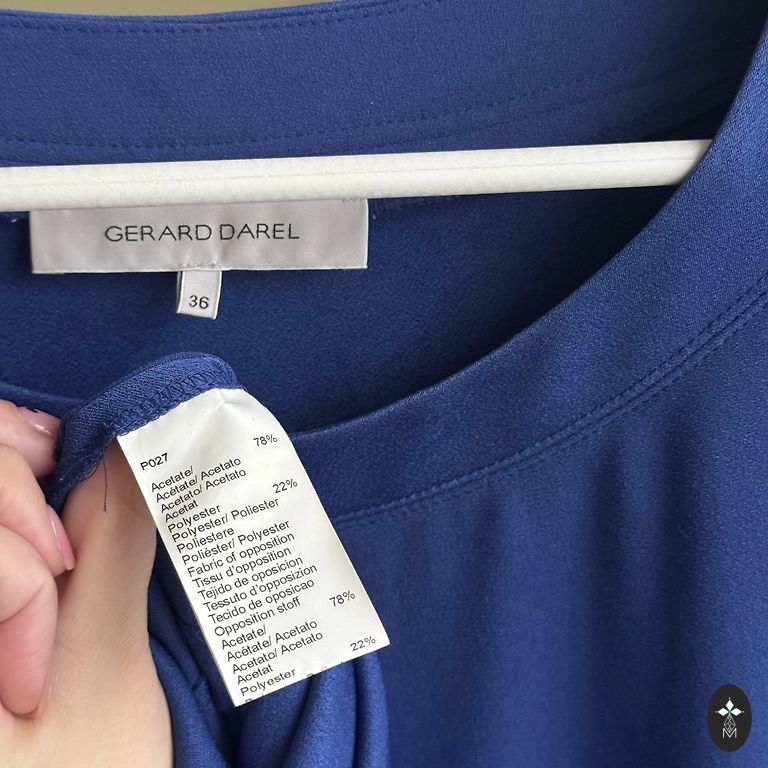 GERARD DAREL
36
P027
78%
Acetate/
Acétate/ Acetato
Acetato/ Acetato
Acetat
22%
Polyester
Polyester/ Poliester
Poliestere
Poliéster/ Polyester
Fabric of opposition
Tissu d'opposition
Tejido de oposicion
Tessuto d'opposizion
Tecido de oposicao
Opposition stoff
78%
Acetate/
Acétate/ Acetato
Acetato/ Acetato
Acetat
22%
Polyester
M